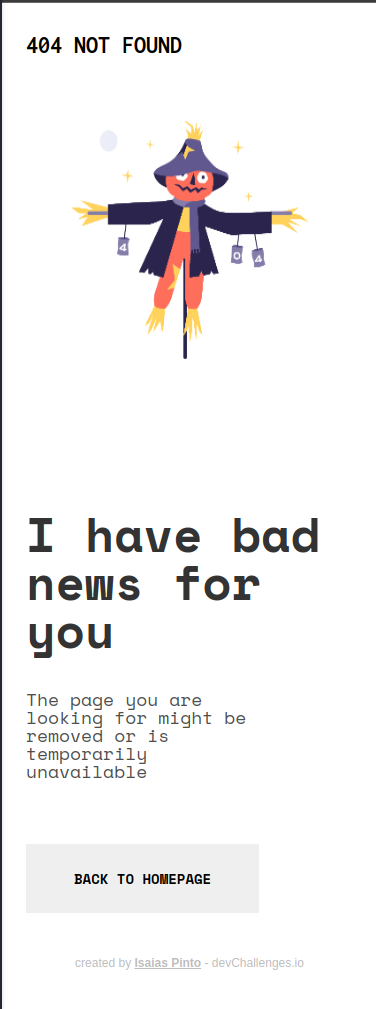 404 NOT FOUND
4
0
4
I have bad
news for
you
The page you are
looking for might be
removed or is
temporarily
unavailable
BACK TO HOMEPAGE
created by Isaias Pinto - devChallenges.io